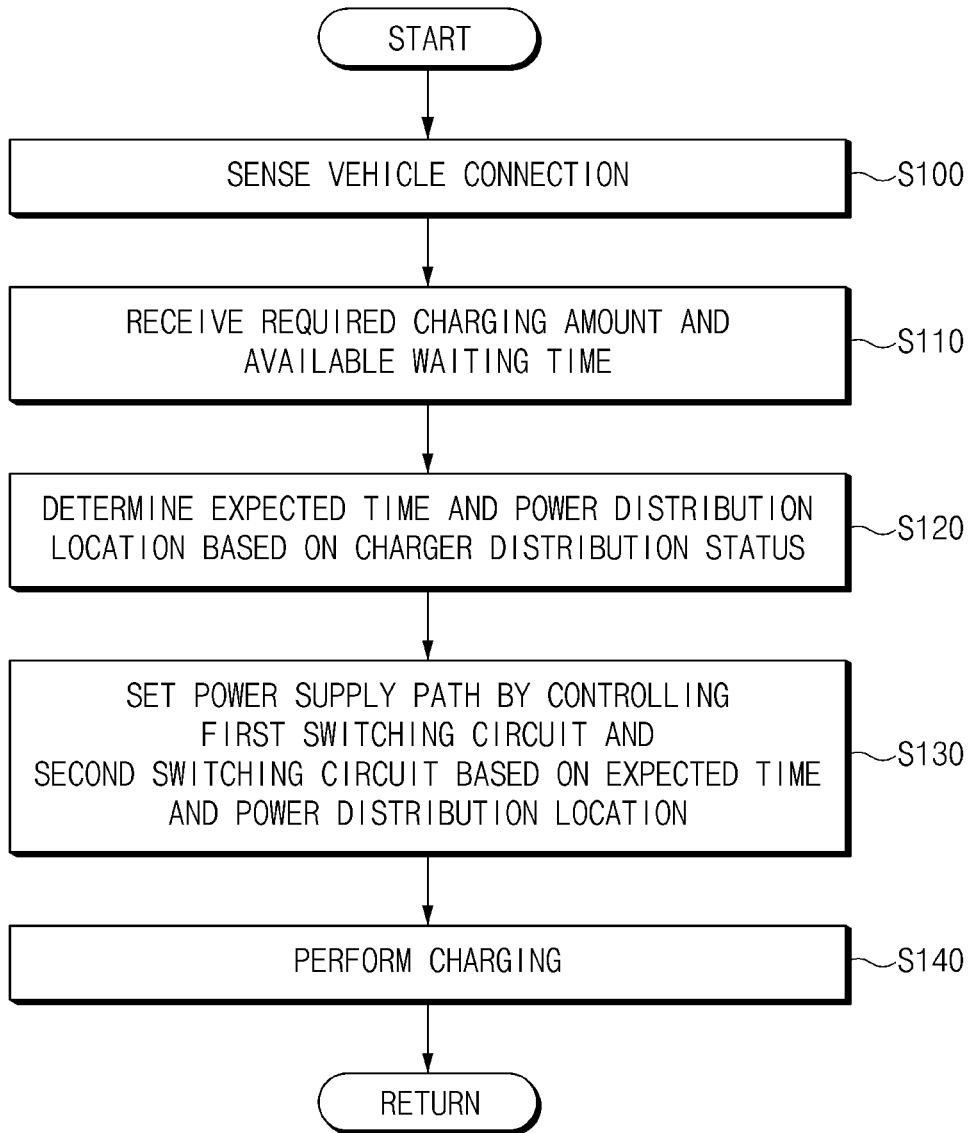 START
SENSE VEHICLE CONNECTION
S100
RECEIVE REQUIRED CHARGING AMOUNT AND
AVAILABLE WAITING TIME
S110
DETERMINE EXPECTED TIME AND POWER DISTRIBUTION
LOCATION BASED ON CHARGER DISTRIBUTION STATUS
S120
SET POWER SUPPLY PATH BY CONTROLLING
FIRST SWITCHING CIRCUIT AND
SECOND SWITCHING CIRCUIT BASED ON EXPECTED TIME
AND POWER DISTRIBUTION LOCATION
S130
PERFORM CHARGING
S140
RETURN